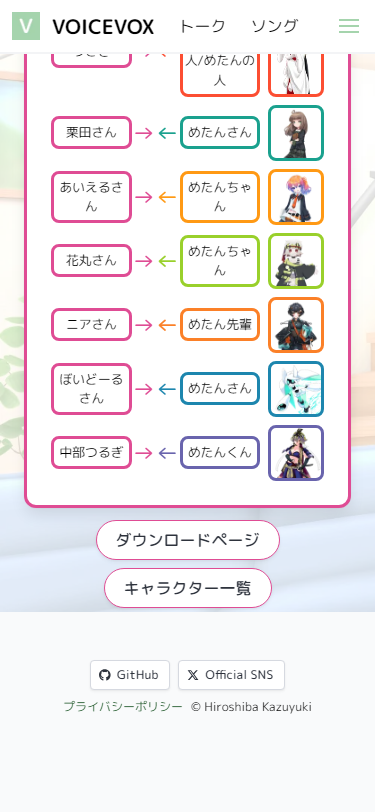 V VOICEVOX トーク ソング
人/めたんの
人
栗田さん → ← めたんさん
あいえるさ
ん → ← めたんちゃ
ん
花丸さん → ← めたんちゃ
ん
ニアさん → ← めたん先輩
ぼいどーる
さん → ← めたんさん
中部つるぎ → ← めたんくん
ダウンロードページ
キャラクター一覧
GitHub Official SNS
プライバシーポリシー © Hiroshiba Kazuyuki